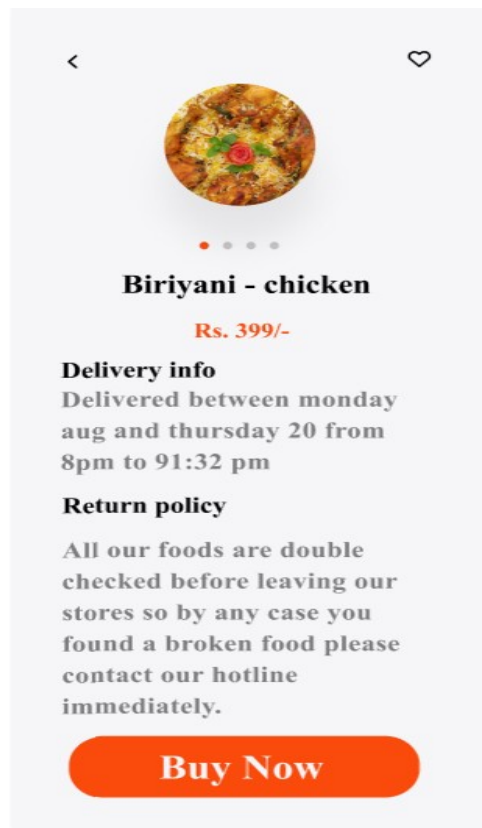 Biriyani - chicken
Rs. 399/-
Delivery info
Delivered between monday
aug and thursday 20 from
8pm to 91:32 pm
Return policy
All our foods are double
checked before leaving our
stores so by any case you
found a broken food please
contact our hotline
immediately.
Buy Now